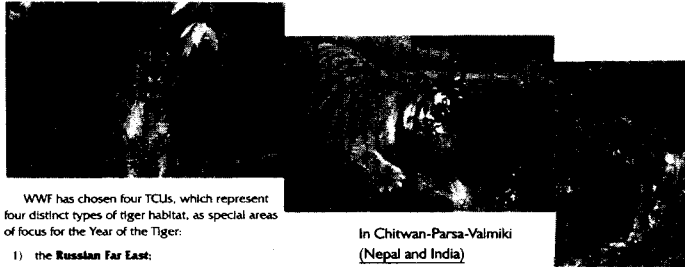 WWF has chosen four TCUs, which represent
four distinct types of tiger habitat, as special areas
of focus for the Year of the Tiger:
1) the Russian Far East;
In Chitwan-Parsa-Valmiki
(Nepal and India)